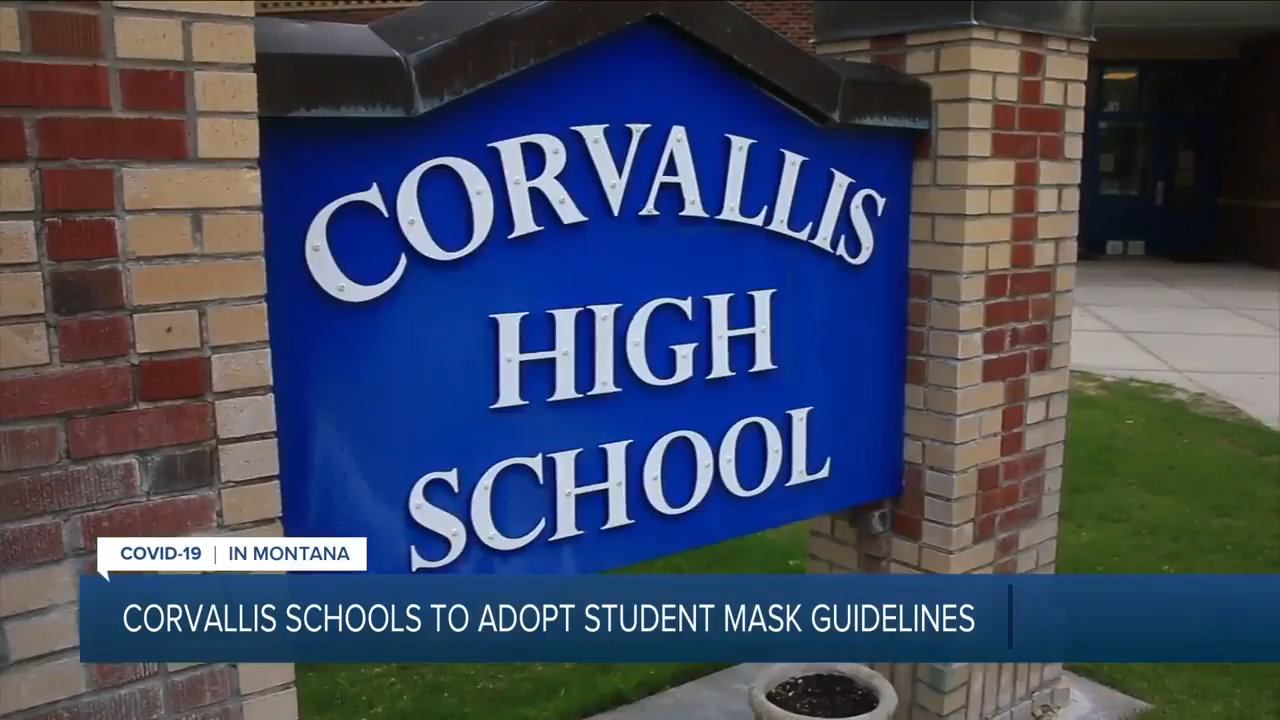 CORVALLIS
HIGH
SCHOOL
COVID-19 | IN MONTANA
CORVALLIS SCHOOLS TO ADOPT STUDENT MASK GUIDELINES